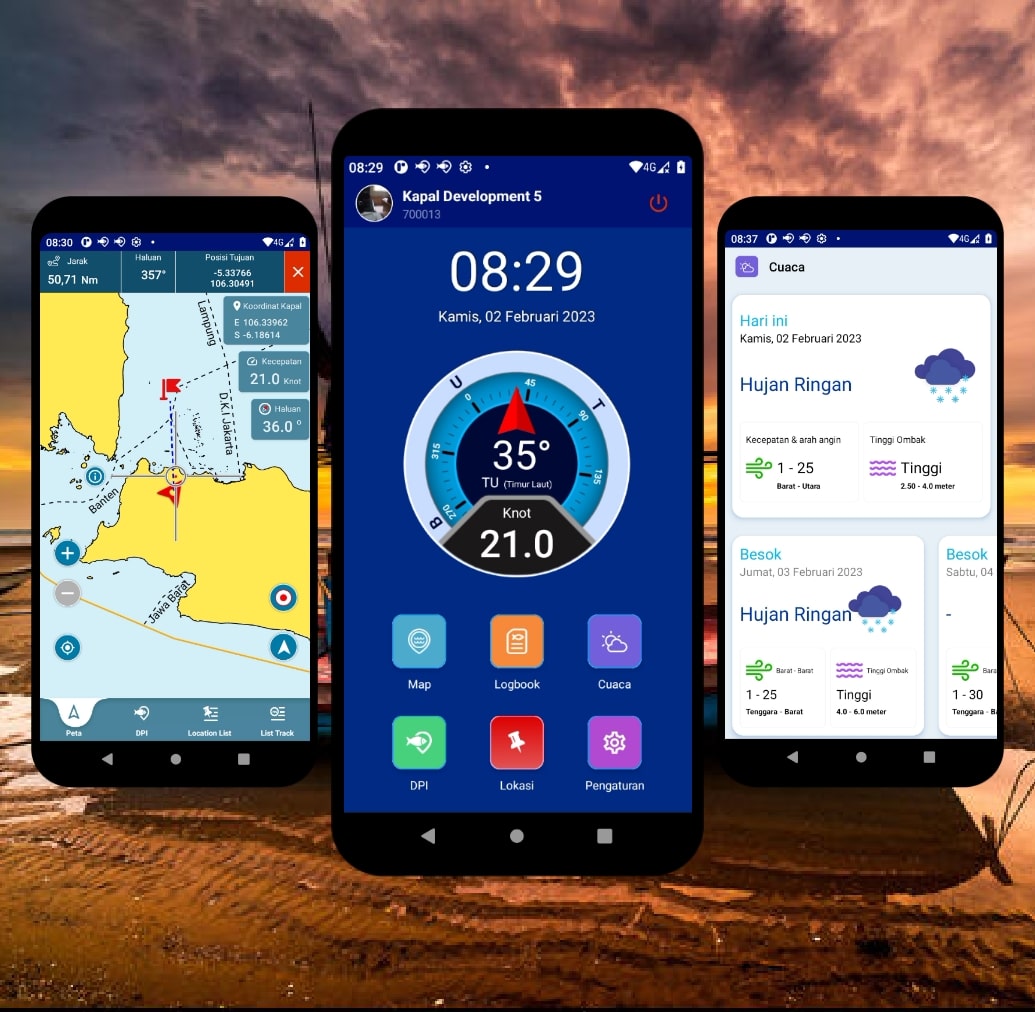 08:30
4G
Jarak
50,71 Nm
Haluan
357°
Posisi Tujuan
-5.33766
106.30491
Koordinat Kapal
E 106.33962
S -6.18614
Kecepatan
21.0 Knot
Haluan
36.0 °
Lampung
D.K.I Jakarta
Banten
Jawa Barat
Peta
DPI
Location List
List Track
08:29
4G
Kapal Development 5
700013
08:29
Kamis, 02 Februari 2023
U
T
B
0
45
90
135
270
315
35°
TU (Timur Laut)
Knot
21.0
Map
Logbook
Cuaca
DPI
Lokasi
Pengaturan
08:37
4G
Cuaca
Hari ini
Kamis, 02 Februari 2023
Hujan Ringan
Kecepatan & arah angin
1 - 25
Barat - Utara
Tinggi Ombak
Tinggi
2.50 - 4.0 meter
Besok
Jumat, 03 Februari 2023
Hujan Ringan
Barat - Barat
1 - 25
Tenggara - Barat
Tinggi Ombak
Tinggi
4.0 - 6.0 meter
Besok
Sabtu, 04
-
1 - 30